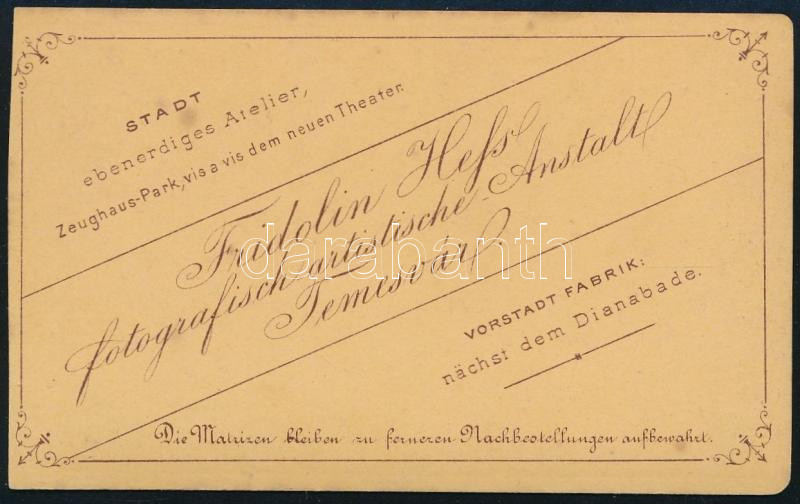 STADT
ebenerdiges Atelier,
Zeughaus-Park, vis a vis dem neuen Theater.
Fridolin Hess
fotografisch-artistische-Anstalt
Temesvár.
VORSTADT FABRIK:
nächst dem Dianabade.
Die Matrizen bleiben zu ferneren Nachbestellungen aufbewahrt.
darabanth